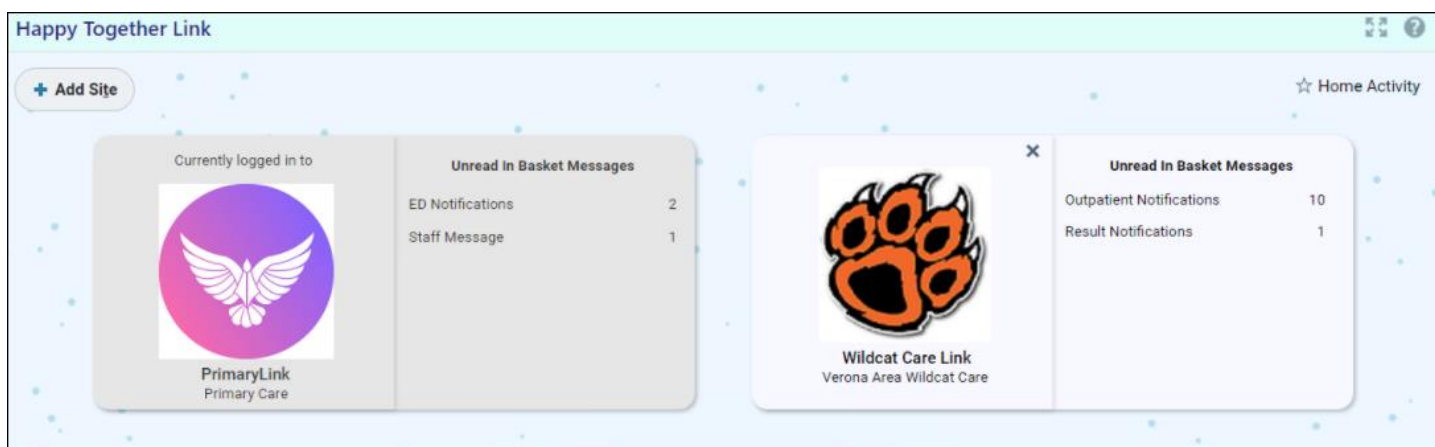 Happy Together Link
Add Site
Home Activity
Currently logged in to
PrimaryLink
Primary Care
Unread In Basket Messages
ED Notifications 2
Staff Message 1
Wildcat Care Link
Verona Area Wildcat Care
Unread In Basket Messages
Outpatient Notifications 10
Result Notifications 1